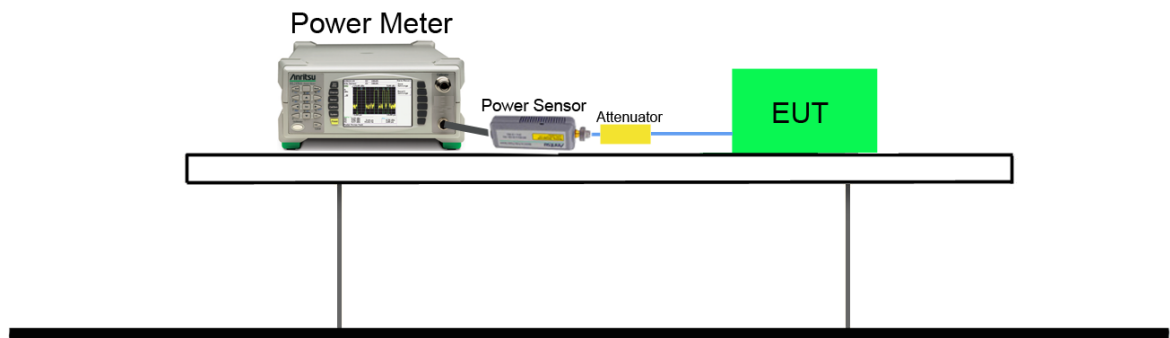 Power Meter
Anritsu
Power Sensor
Attenuator
EUT